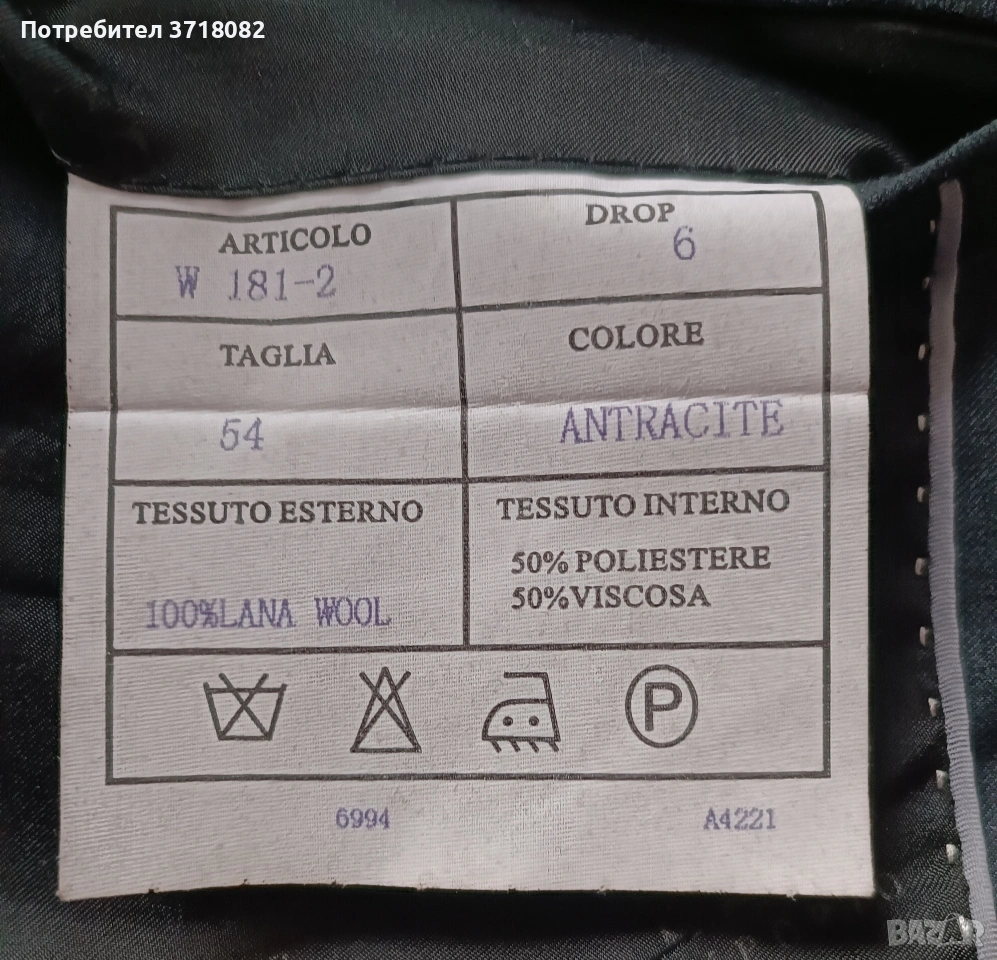 Потребител 3718082
ARTICOLO
W 181-2
DROP
6
TAGLIA
54
COLORE
ANTRACITE
TESSUTO ESTERNO
100%LANA WOOL
TESSUTO INTERNO
50% POLIESTERE
50%VISCOSA
P
6994
A4221
BAZAR